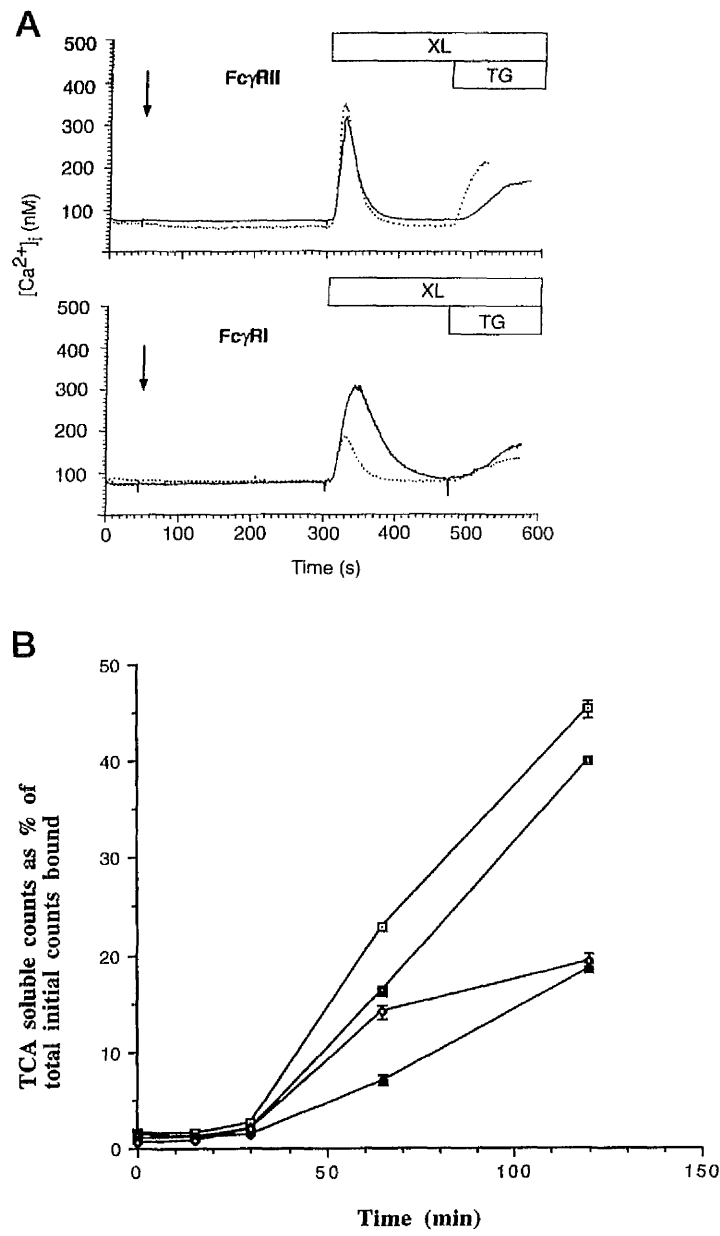 A
[Ca2+]i (nM)
500
400
300
200
100
FcγRII
XL
TG
500
400
300
200
100
FcγRI
XL
TG
0 100 200 300 400 500 600
Time (s)
B
TCA soluble counts as % of
total initial counts bound
50
40
30
20
10
0
0 50 100 150
Time (min)